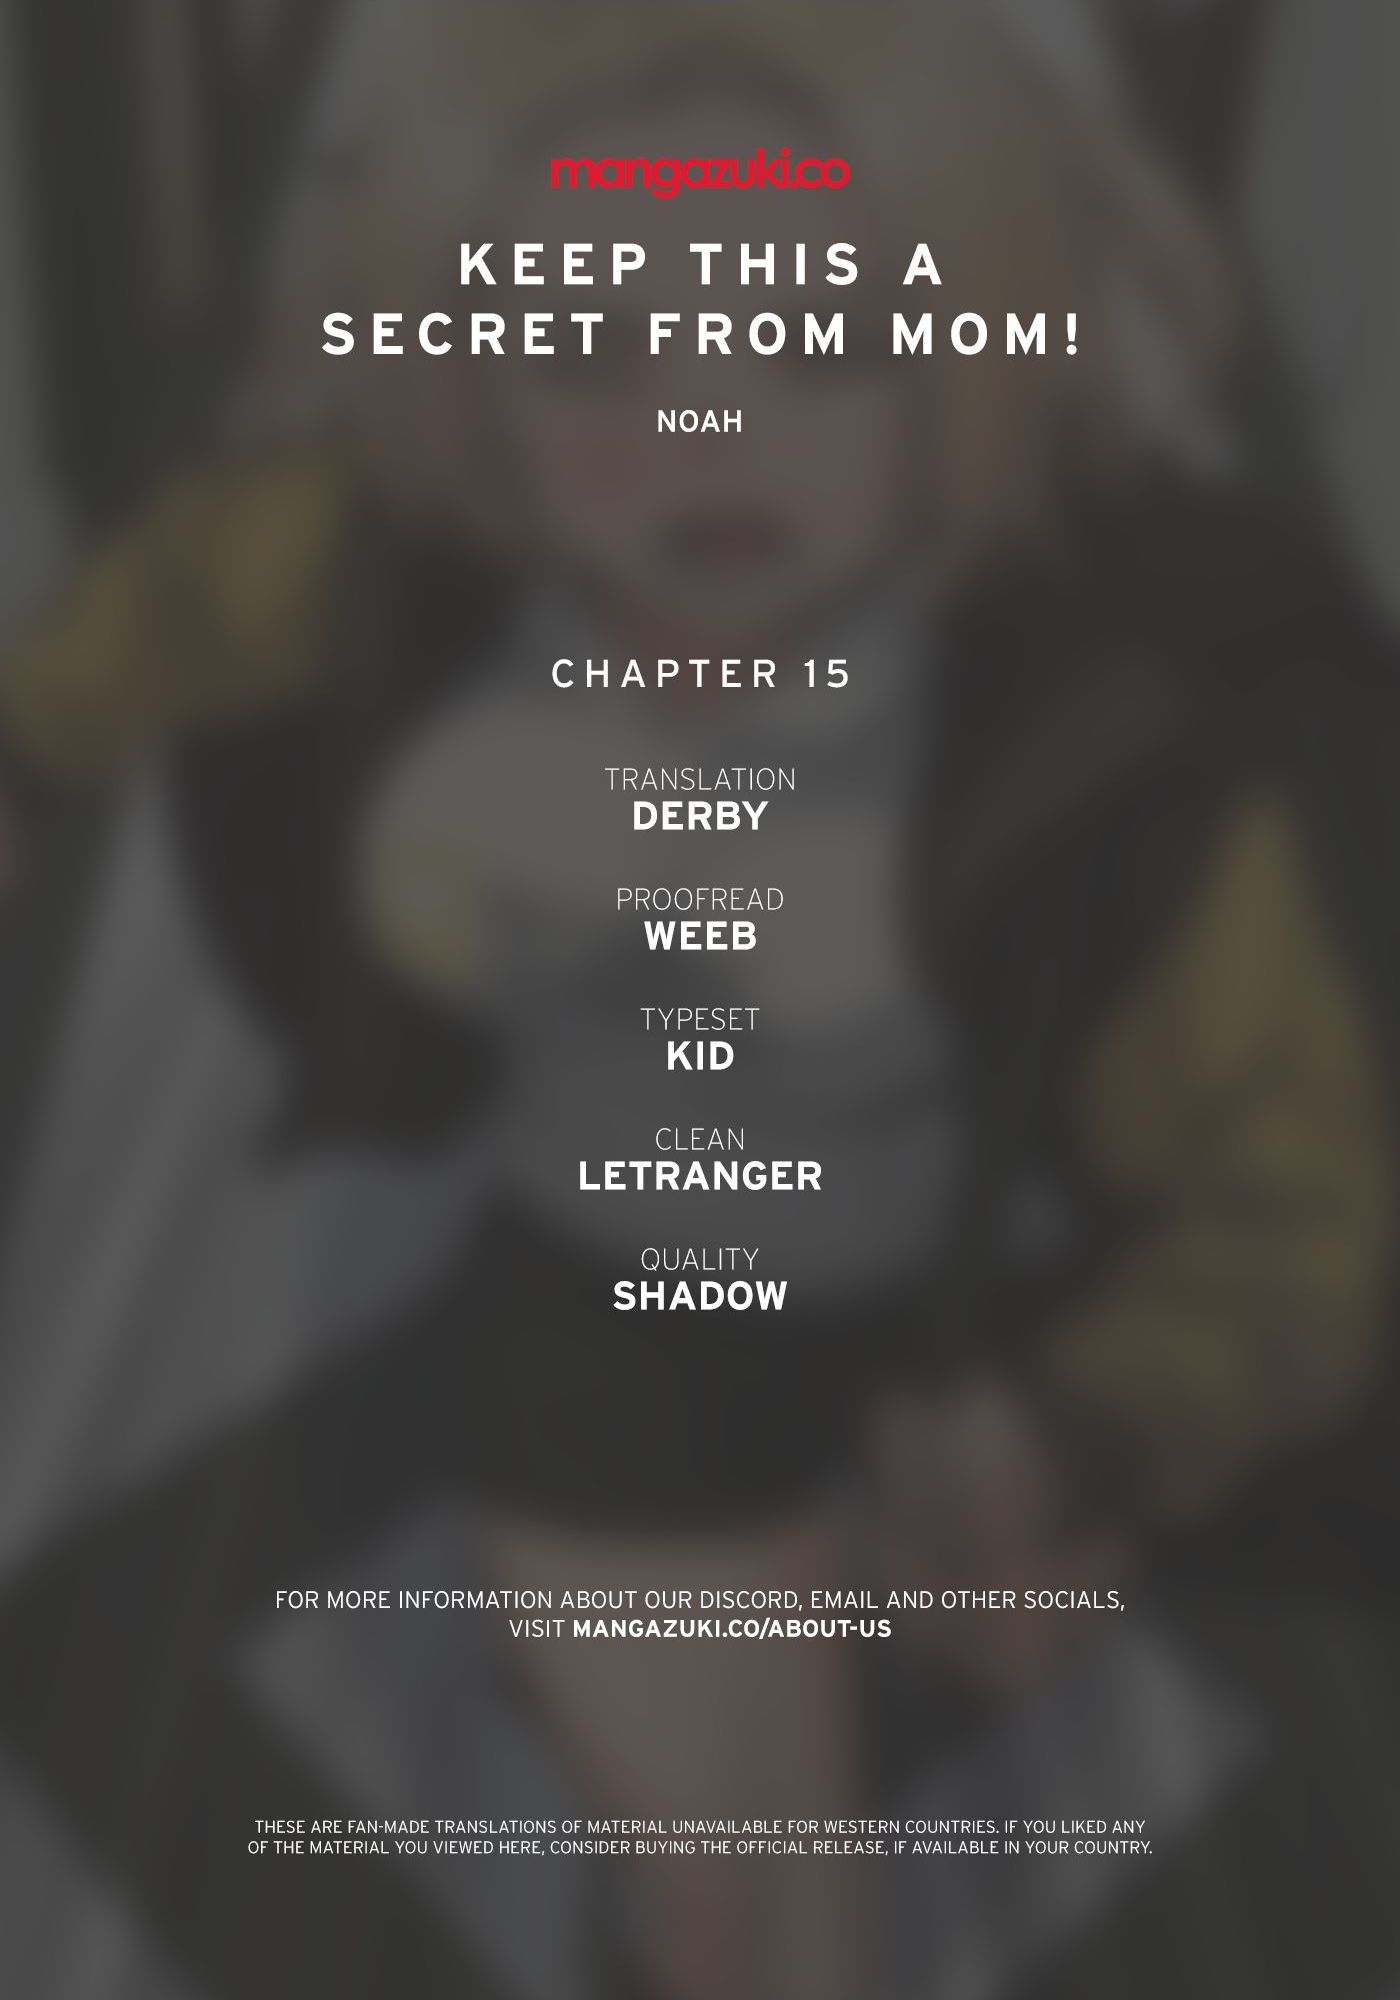 mangazuki.co
KEEP THIS A
SECRET FROM MOM!
NOAH
CHAPTER 15
TRANSLATION
DERBY
PROOFREAD
WEEB
TYPESET
KID
CLEAN
LETRANGER
QUALITY
SHADOW
FOR MORE INFORMATION ABOUT OUR DISCORD, EMAIL AND OTHER SOCIALS,
VISIT MANGAZUKI.CO/ABOUT-US
THESE ARE FAN-MADE TRANSLATIONS OF MATERIAL UNAVAILABLE FOR WESTERN COUNTRIES. IF YOU LIKED ANY
OF THE MATERIAL YOU VIEWED HERE, CONSIDER BUYING THE OFFICIAL RELEASE, IF AVAILABLE IN YOUR COUNTRY.